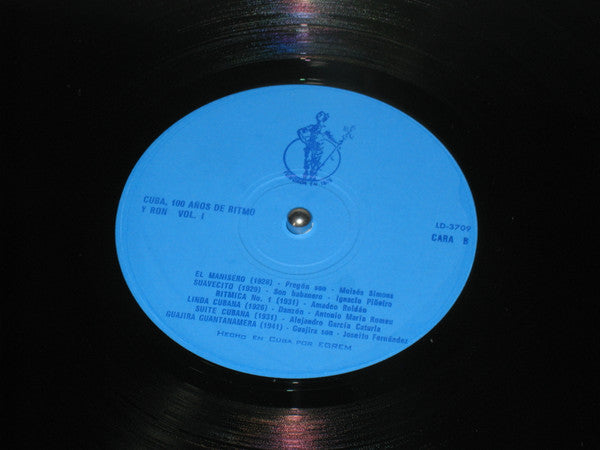 CUBA, 100 AÑOS DE RITMO
Y RON VOL. I
LD-3709
CARA B
EL MANISERO (1928) - Pregón son - Moisés Simons
SUAVECITO (1929) - Son habanero - Ignacio Piñeiro
RITMICA No. 1 (1931) - Amadeo Roldán
LINDA CUBANA (1926) - Danzón - Antonio María Romeu
SUITE CUBANA (1931) - Alejandro García Caturla
GUAJIRA GUANTANAMERA (1941) - Guajira son - Joseíto Fernández
HECHO EN CUBA POR EGREM